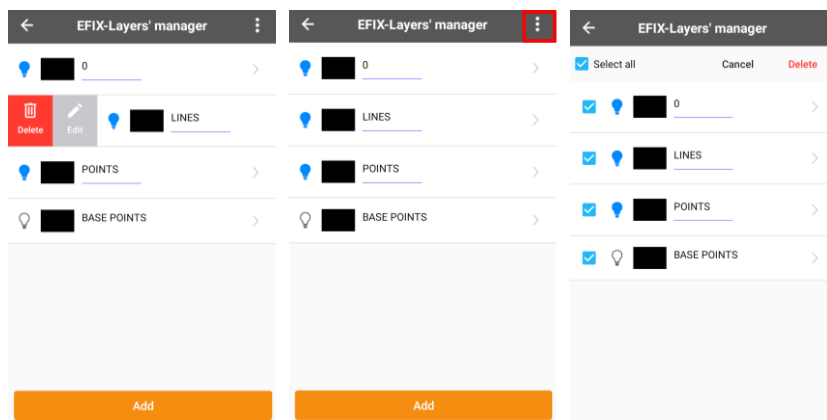 EFIX-Layers' manager
0
Delete
Edit
LINES
POINTS
BASE POINTS
Add
EFIX-Layers' manager
0
LINES
POINTS
BASE POINTS
Add
EFIX-Layers' manager
Select all Cancel Delete
0
LINES
POINTS
BASE POINTS